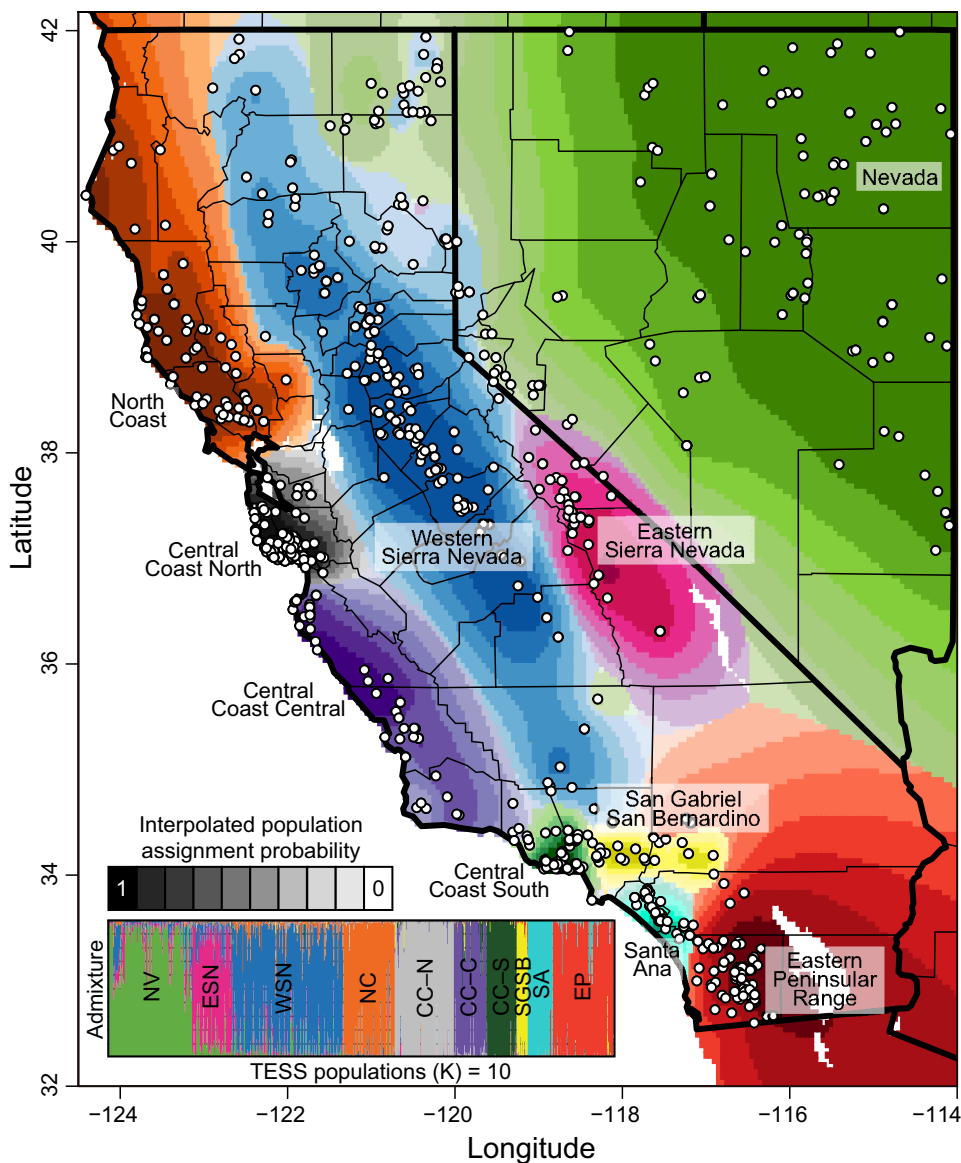 42
40
38
36
34
32
Latitude
−124
−122
−120
−118
−116
−114
Longitude
Nevada
North
Coast
Western
Sierra Nevada
Eastern
Sierra Nevada
Central
Coast North
Central
Coast Central
San Gabriel
San Bernardino
Central
Coast South
Santa
Ana
Eastern
Peninsular
Range
Interpolated population
assignment probability
1
0
Admixture
NV
ESN
WSN
NC
CC−N
CC−C
CC−S
SGSB
SA
EP
TESS populations (K) = 10